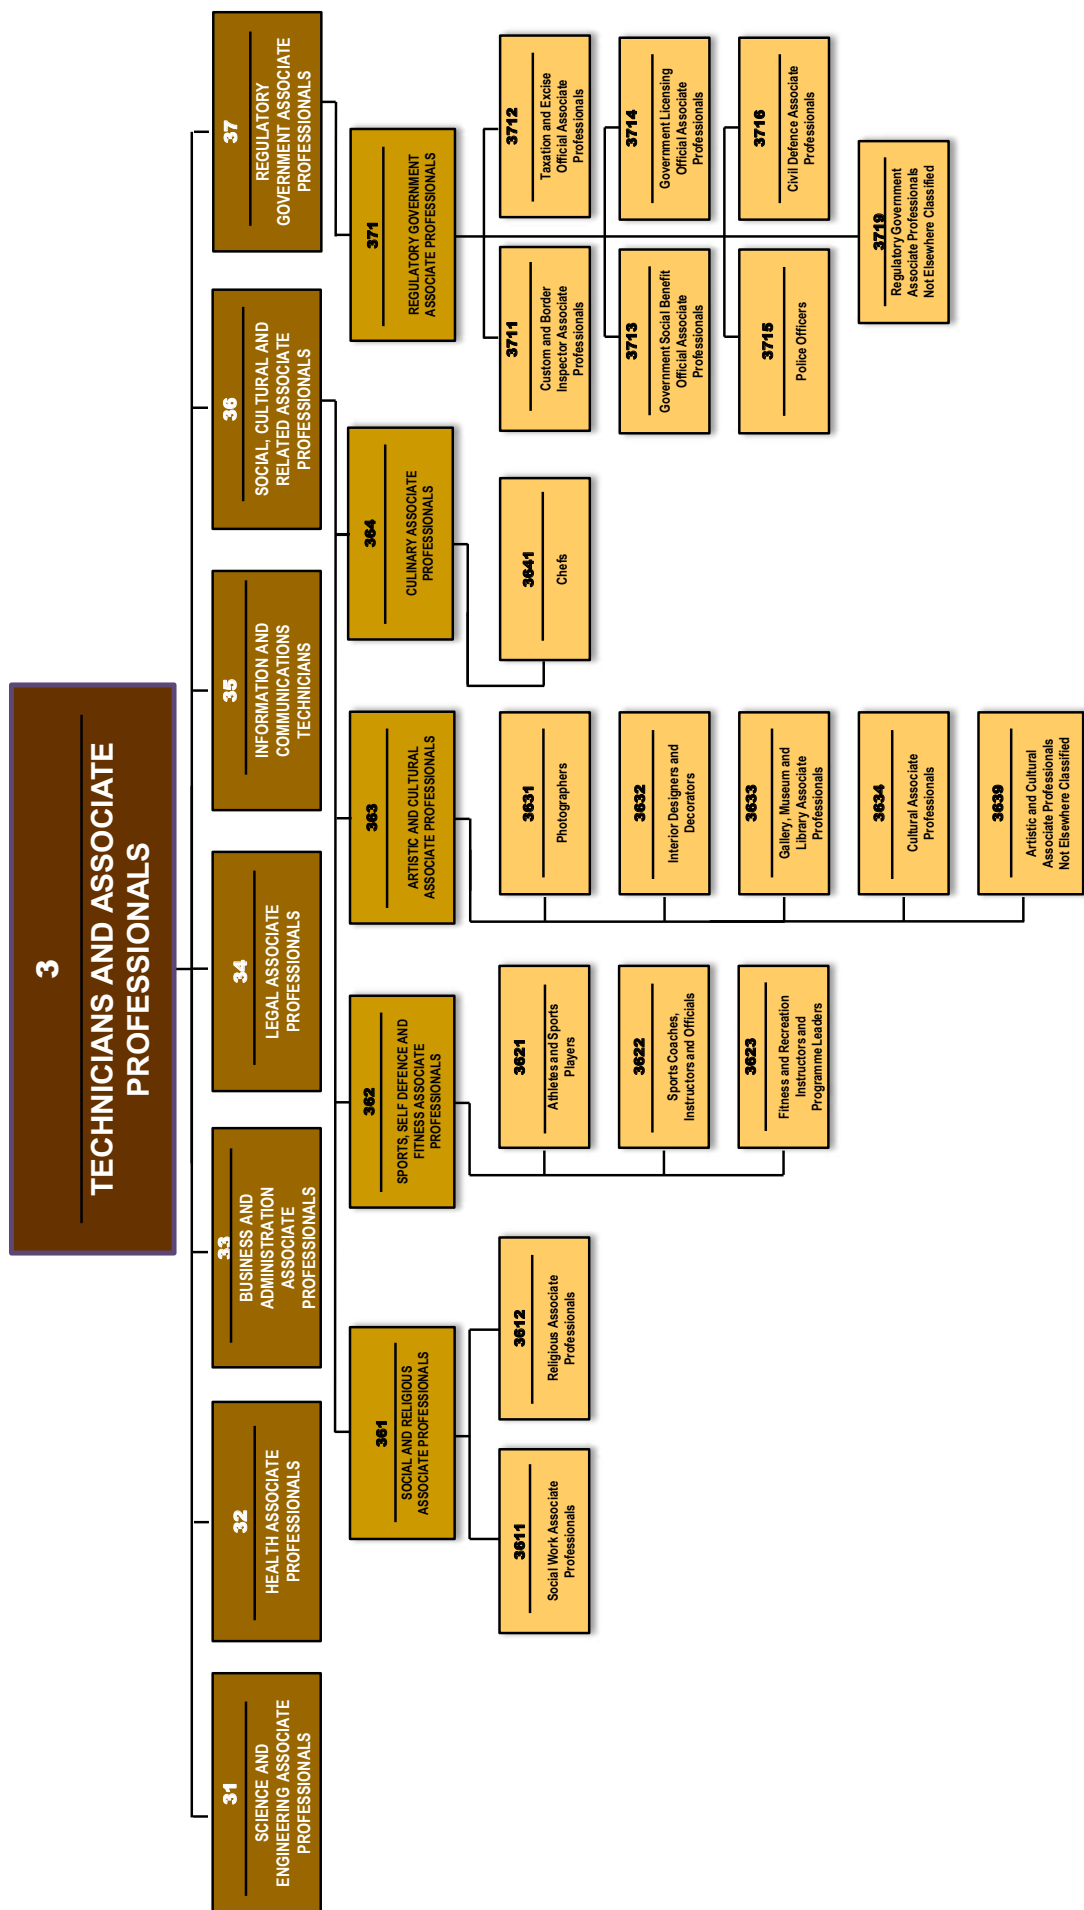 3
TECHNICIANS AND ASSOCIATE
PROFESSIONALS
31
SCIENCE AND
ENGINEERING ASSOCIATE
PROFESSIONALS
32
HEALTH ASSOCIATE
PROFESSIONALS
33
BUSINESS AND
ADMINISTRATION
ASSOCIATE
PROFESSIONALS
34
LEGAL ASSOCIATE
PROFESSIONALS
35
INFORMATION AND
COMMUNICATIONS
TECHNICIANS
36
SOCIAL, CULTURAL AND
RELATED ASSOCIATE
PROFESSIONALS
37
REGULATORY
GOVERNMENT ASSOCIATE
PROFESSIONALS
361
SOCIAL AND RELIGIOUS
ASSOCIATE PROFESSIONALS
362
SPORTS, SELF DEFENCE AND
FITNESS ASSOCIATE
PROFESSIONALS
363
ARTISTIC AND CULTURAL
ASSOCIATE PROFESSIONALS
364
CULINARY ASSOCIATE
PROFESSIONALS
371
REGULATORY GOVERNMENT
ASSOCIATE PROFESSIONALS
3611
Social Work Associate
Professionals
3612
Religious Associate
Professionals
3621
Athletes and Sports
Players
3622
Sports Coaches,
Instructors and Officials
3623
Fitness and Recreation
Instructors and
Programme Leaders
3631
Photographers
3632
Interior Designers and
Decorators
3633
Gallery, Museum and
Library Associate
Professionals
3634
Cultural Associate
Professionals
3639
Artistic and Cultural
Associate Professionals
Not Elsewhere Classified
3641
Chefs
3711
Custom and Border
Inspector Associate
Professionals
3712
Taxation and Excise
Official Associate
Professionals
3713
Government Social Benefit
Official Associate
Professionals
3714
Government Licensing
Official Associate
Professionals
3715
Police Officers
3716
Civil Defence Associate
Professionals
3719
Regulatory Government
Associate Professionals
Not Elsewhere Classified